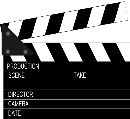 PRODUCTION
SCENE TAKE
DIRECTOR
CAMERA
DATE